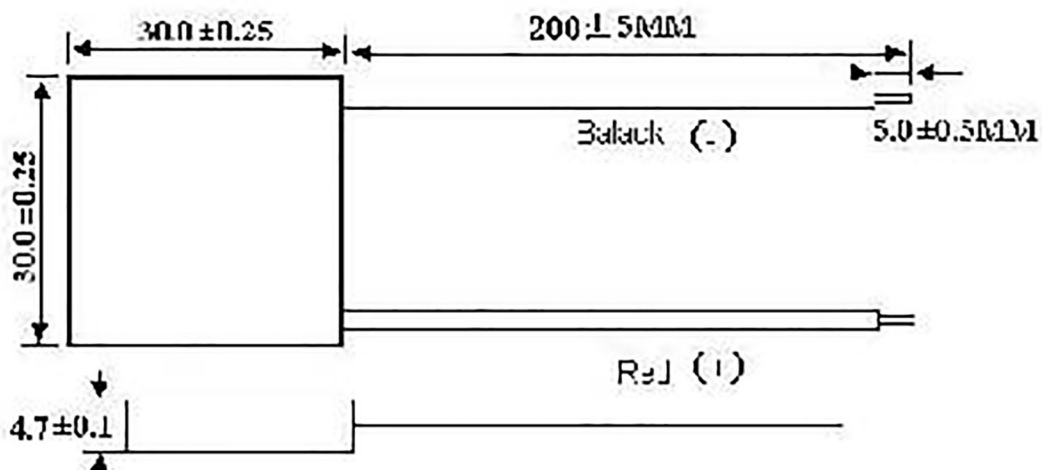 30.0 ±0.25
200 ± 5MM
Balack (-)
5.0 ±0.5MM
30.0 ±0.25
Red (+)
4.7±0.1